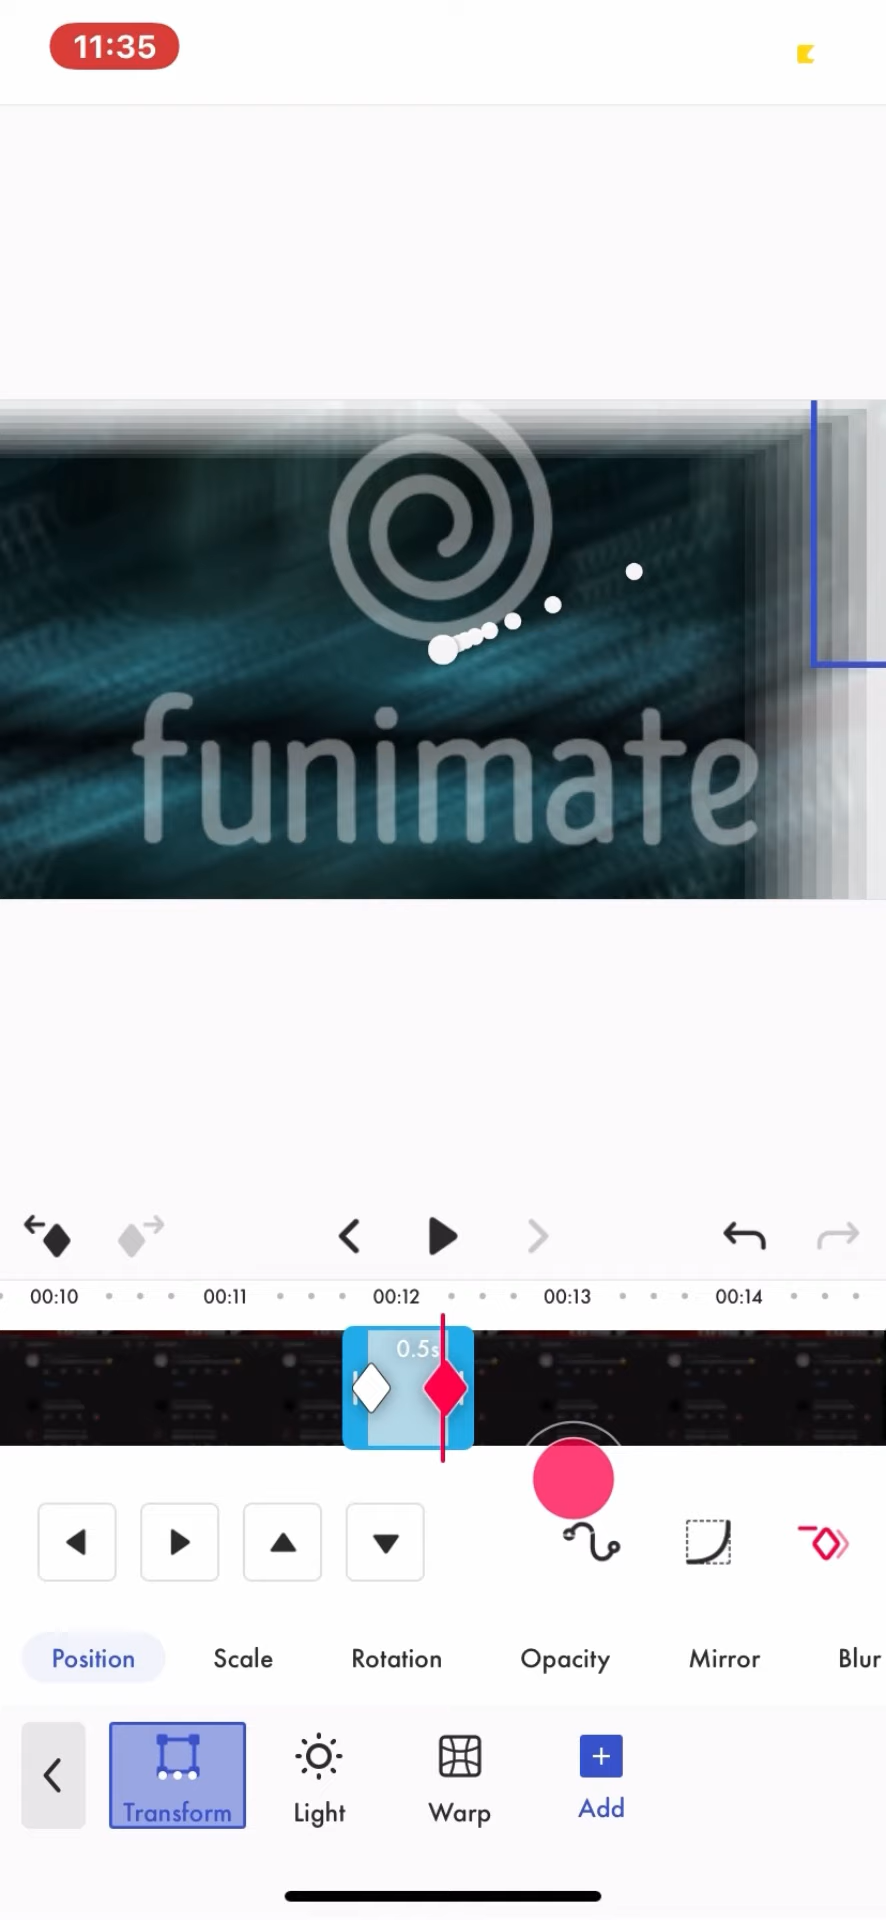 11:35
funimate
00:10 00:11 00:12 00:13 00:14
0.5s
Position Scale Rotation Opacity Mirror Blur
Transform Light Warp Add